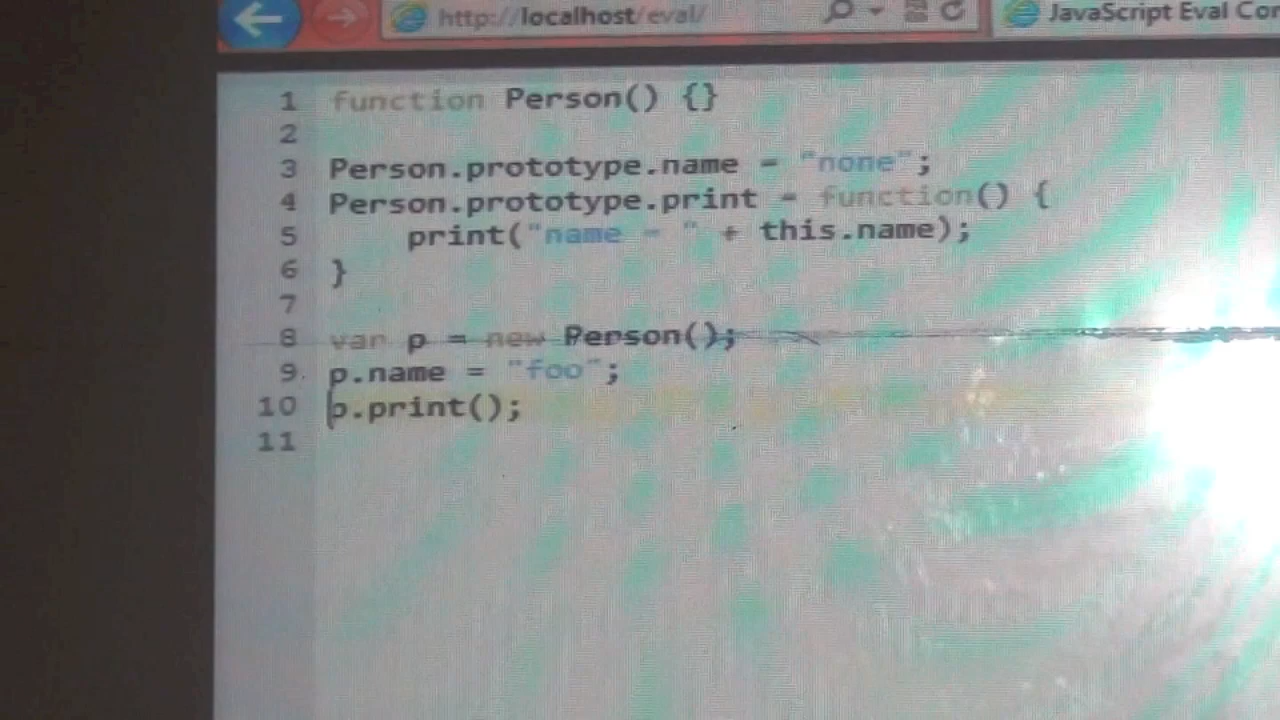 http://localhost/eval/
JavaScript Eval Con
1 function Person() {}
2
3 Person.prototype.name = "none";
4 Person.prototype.print = function() {
5 print("name = " + this.name);
6 }
7
8 var p = new Person();
9 p.name = "foo";
10 p.print();
11